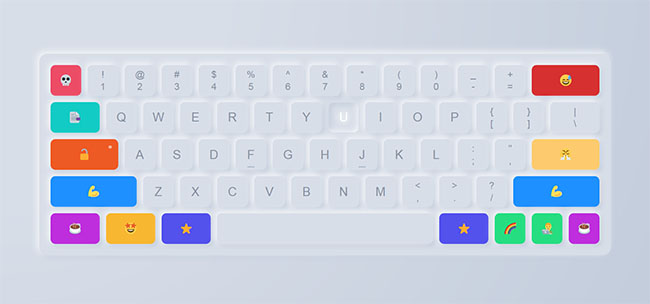 ! @ # $ % ^ & * ( ) _ +
1 2 3 4 5 6 7 8 9 0 - =
Q W E R T Y U I O P { } |
[ ] \
A S D F G H J K L : "
; '
Z X C V B N M < > ?
, . /